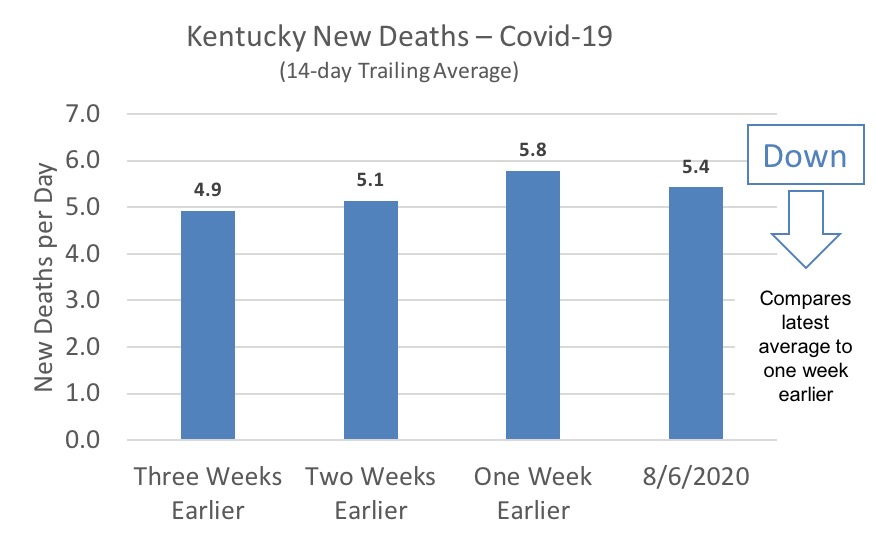 Kentucky New Deaths – Covid-19
(14-day Trailing Average)
New Deaths per Day
7.0
6.0
5.0
4.0
3.0
2.0
1.0
0.0
4.9
5.1
5.8
5.4
Three Weeks
Earlier
Two Weeks
Earlier
One Week
Earlier
8/6/2020
Down
Compares
latest
average to
one week
earlier